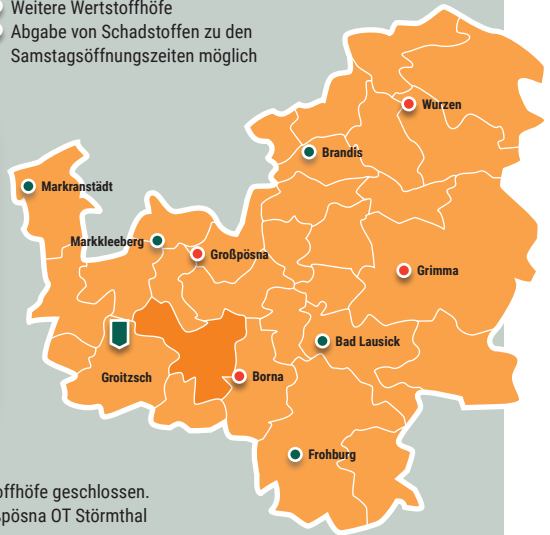 Weitere Wertstoffhöfe
Abgabe von Schadstoffen zu den
Samstagsöffnungszeiten möglich
Wurzen
Brandis
Markranstädt
Markkleeberg
Großpösna
Grimma
Bad Lausick
Groitzsch
Borna
Frohburg
offhöfe geschlossen.
pösna OT Störmthal